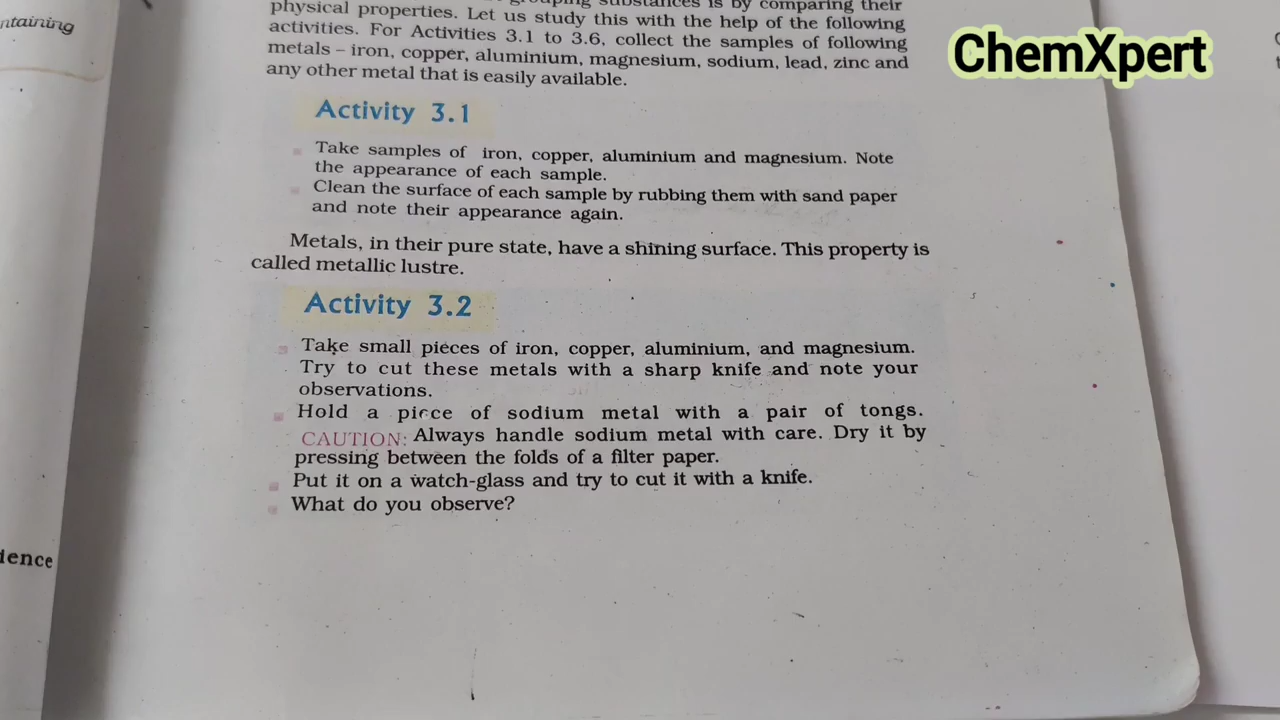 ntaining
grouping substances is by comparing their
physical properties. Let us study this with the help of the following
activities. For Activities 3.1 to 3.6, collect the samples of following
metals – iron, copper, aluminium, magnesium, sodium, lead, zinc and
any other metal that is easily available.
ChemXpert
Activity 3.1
Take samples of iron, copper, aluminium and magnesium. Note
the appearance of each sample.
Clean the surface of each sample by rubbing them with sand paper
and note their appearance again.
Metals, in their pure state, have a shining surface. This property is
called metallic lustre.
Activity 3.2
Take small pieces of iron, copper, aluminium, and magnesium.
Try to cut these metals with a sharp knife and note your
observations.
Hold a piece of sodium metal with a pair of tongs.
CAUTION: Always handle sodium metal with care. Dry it by
pressing between the folds of a filter paper.
Put it on a watch-glass and try to cut it with a knife.
What do you observe?
ience